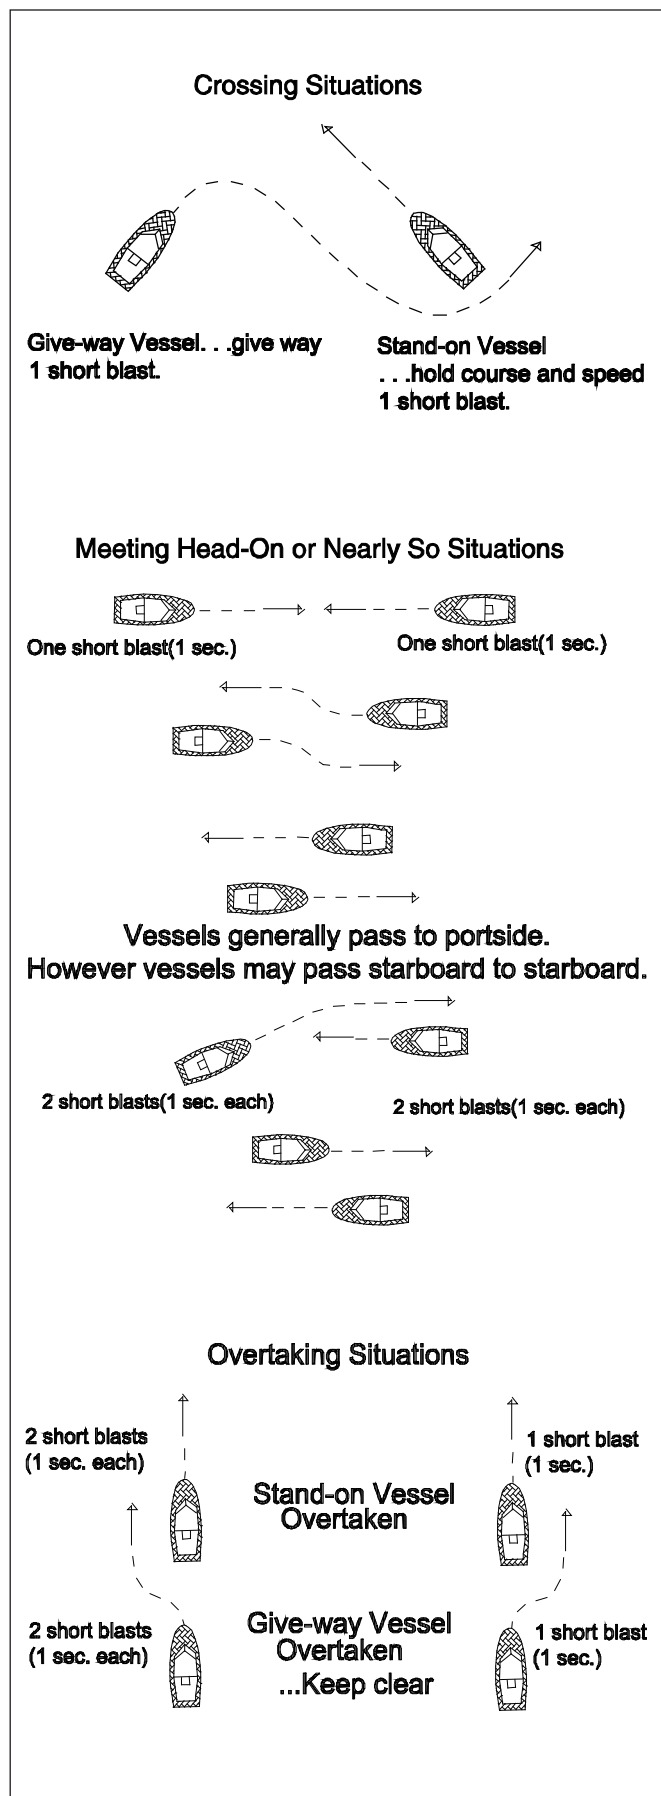 Crossing Situations
Give-way Vessel. . .give way
1 short blast.
Stand-on Vessel
. . .hold course and speed
1 short blast.
Meeting Head-On or Nearly So Situations
One short blast(1 sec.)
One short blast(1 sec.)
Vessels generally pass to portside.
However vessels may pass starboard to starboard.
2 short blasts(1 sec. each)
2 short blasts(1 sec. each)
Overtaking Situations
2 short blasts
(1 sec. each)
1 short blast
(1 sec.)
Stand-on Vessel
Overtaken
2 short blasts
(1 sec. each)
Give-way Vessel
Overtaken
...Keep clear
1 short blast
(1 sec.)